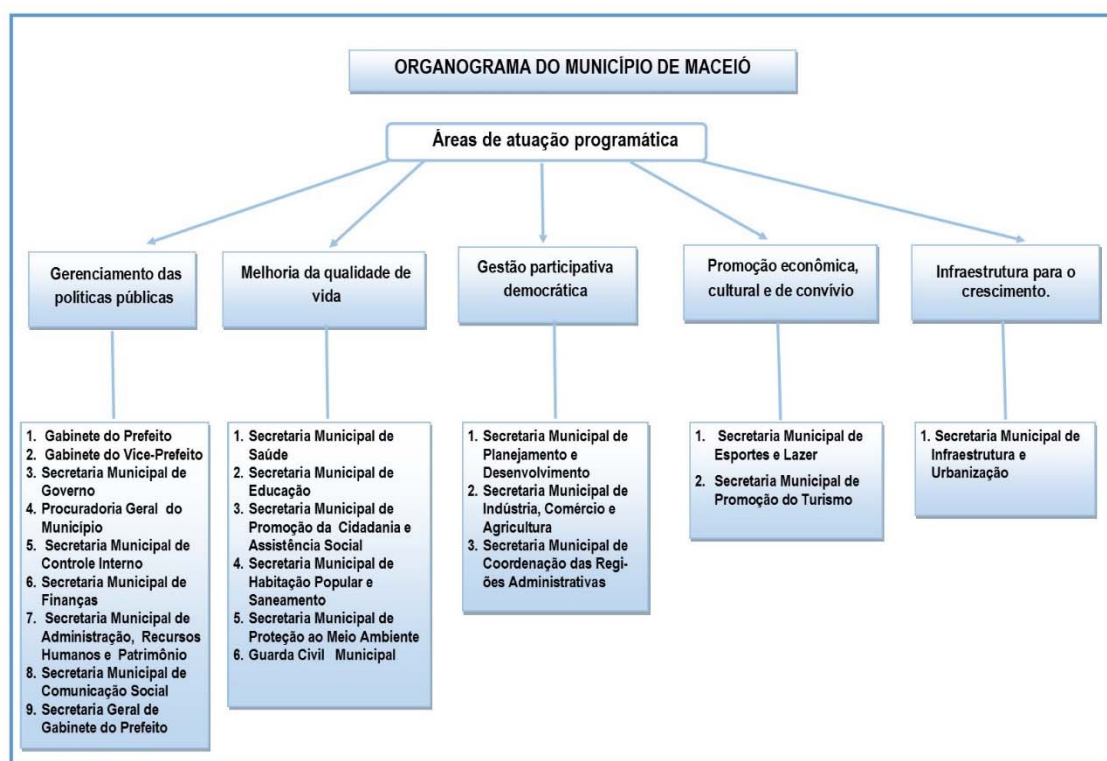 ORGANOGRAMA DO MUNICÍPIO DE MACEIÓ
Áreas de atuação programática
Gerenciamento das
políticas públicas
Melhoria da qualidade de
vida
Gestão participativa
democrática
Promoção econômica,
cultural e de convívio
Infraestrutura para o
crescimento.
1. Gabinete do Prefeito
2. Gabinete do Vice-Prefeito
3. Secretaria Municipal de
Governo
4. Procuradoria Geral do
Município
5. Secretaria Municipal de
Controle Interno
6. Secretaria Municipal de
Finanças
7. Secretaria Municipal de
Administração, Recursos
Humanos e Patrimônio
8. Secretaria Municipal de
Comunicação Social
9. Secretaria Geral de
Gabinete do Prefeito
1. Secretaria Municipal de
Saúde
2. Secretaria Municipal de
Educação
3. Secretaria Municipal de
Promoção da Cidadania e
Assistência Social
4. Secretaria Municipal de
Habitação Popular e
Saneamento
5. Secretaria Municipal de
Proteção ao Meio Ambiente
6. Guarda Civil Municipal
1. Secretaria Municipal de
Planejamento e
Desenvolvimento
2. Secretaria Municipal de
Indústria, Comércio e
Agricultura
3. Secretaria Municipal de
Coordenação das Regi-
ões Administrativas
1. Secretaria Municipal de
Esportes e Lazer
2. Secretaria Municipal de
Promoção do Turismo
1. Secretaria Municipal de
Infraestrutura e
Urbanização